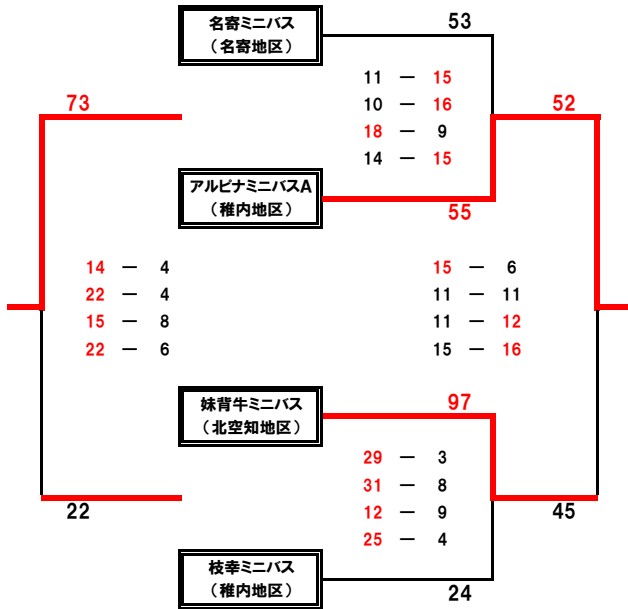 名寄ミニバス
（名寄地区）
53
11 － 15
10 － 16
18 － 9
14 － 15
73
52
アルピナミニバスA
（稚内地区）
55
14 － 4
22 － 4
15 － 8
22 － 6
15 － 6
11 － 11
11 － 12
15 － 16
妹背牛ミニバス
（北空知地区）
97
29 － 3
31 － 8
12 － 9
25 － 4
22
45
枝幸ミニバス
（稚内地区）
24